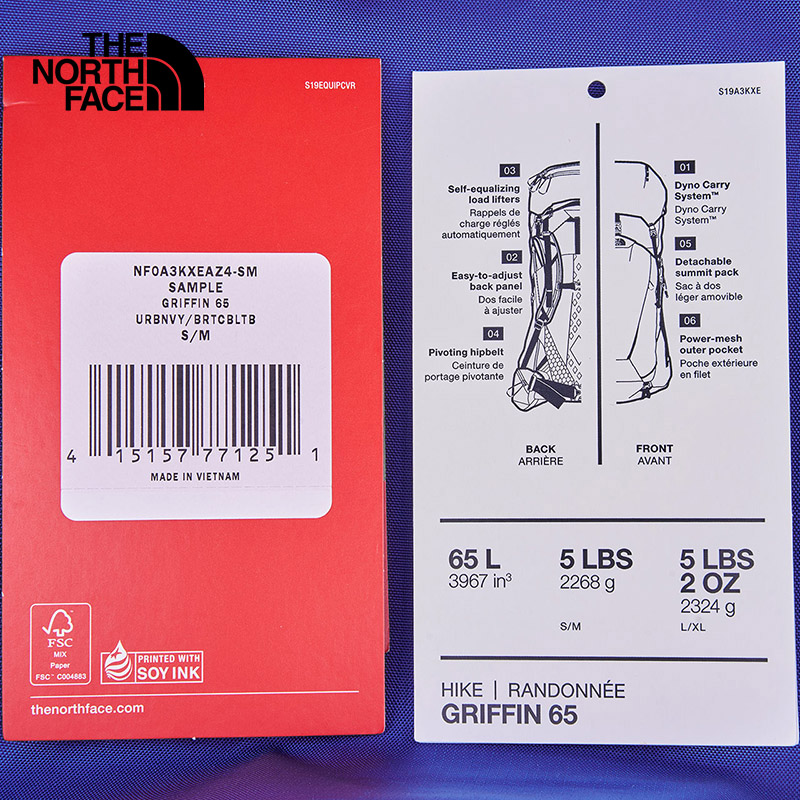 THE
NORTH
FACE
S19EQUIPCVR
NF0A3KXEAZ4-SM
SAMPLE
GRIFFIN 65
URBNVY/BRTCBLTB
S/M
4 15157 77125 1
MADE IN VIETNAM
FSC
MIX
Paper
FSC™ C004883
PRINTED WITH
SOY INK
thenorthface.com
S19A3KXE
03
Self-equalizing
load lifters
Rappels de
charge réglés
automatiquement
02
Easy-to-adjust
back panel
Dos facile
à ajuster
04
Pivoting hipbelt
Ceinture de
portage pivotante
01
Dyno Carry
System™
Dyno Carry
System™
05
Detachable
summit pack
Sac à dos
léger amovible
06
Power-mesh
outer pocket
Poche extérieure
en filet
BACK
ARRIÈRE
FRONT
AVANT
65 L
3967 in³
5 LBS
2268 g
S/M
5 LBS
2 OZ
2324 g
L/XL
HIKE | RANDONNÉE
GRIFFIN 65